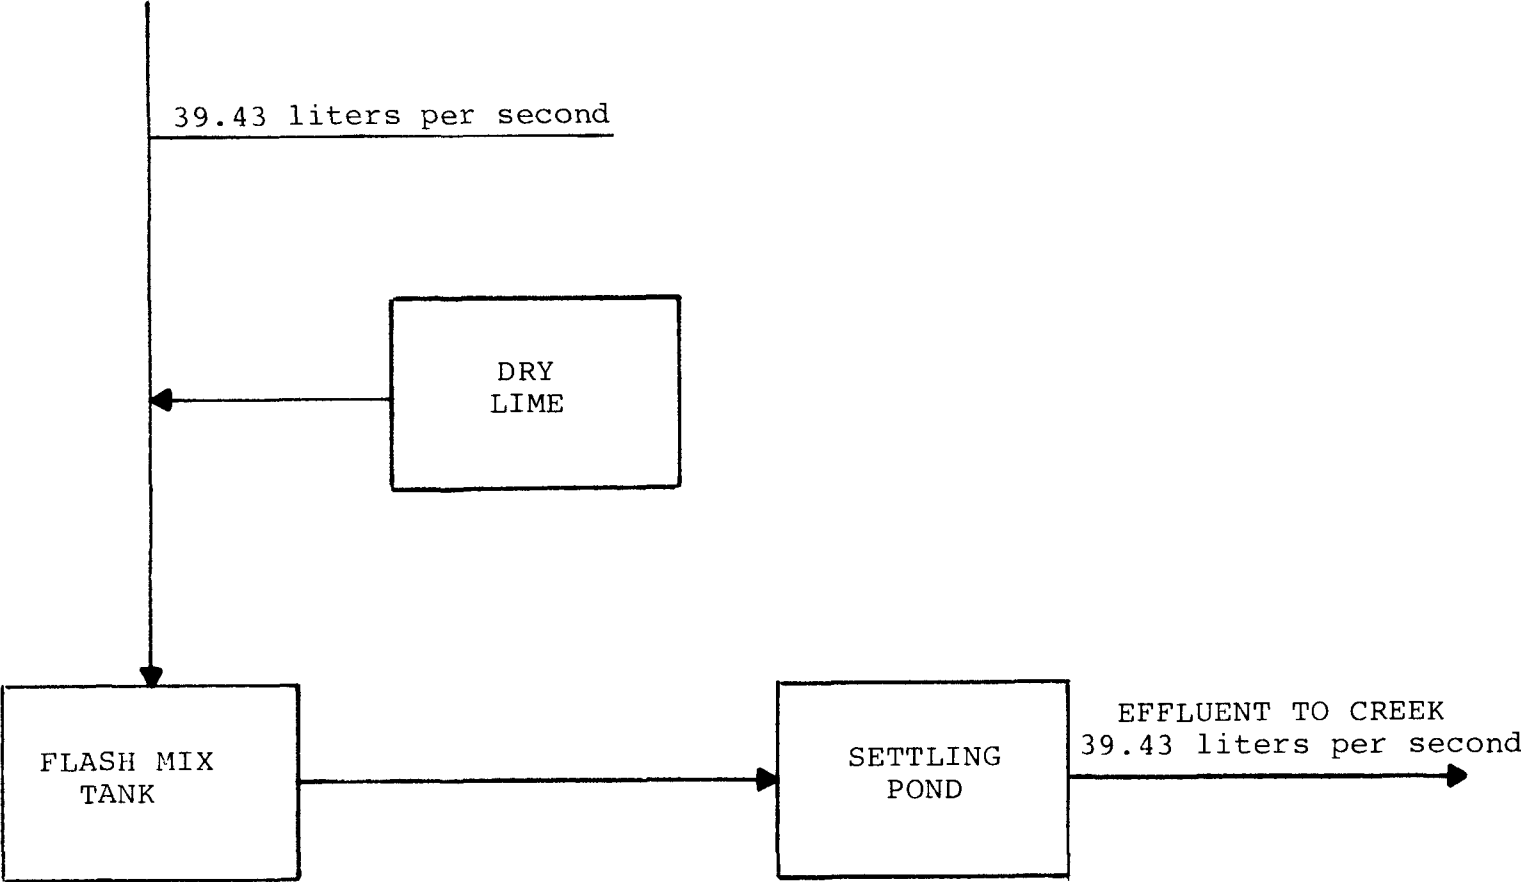 39.43 liters per second
DRY
LIME
FLASH MIX
TANK
SETTLING
POND
EFFLUENT TO CREEK
39.43 liters per second